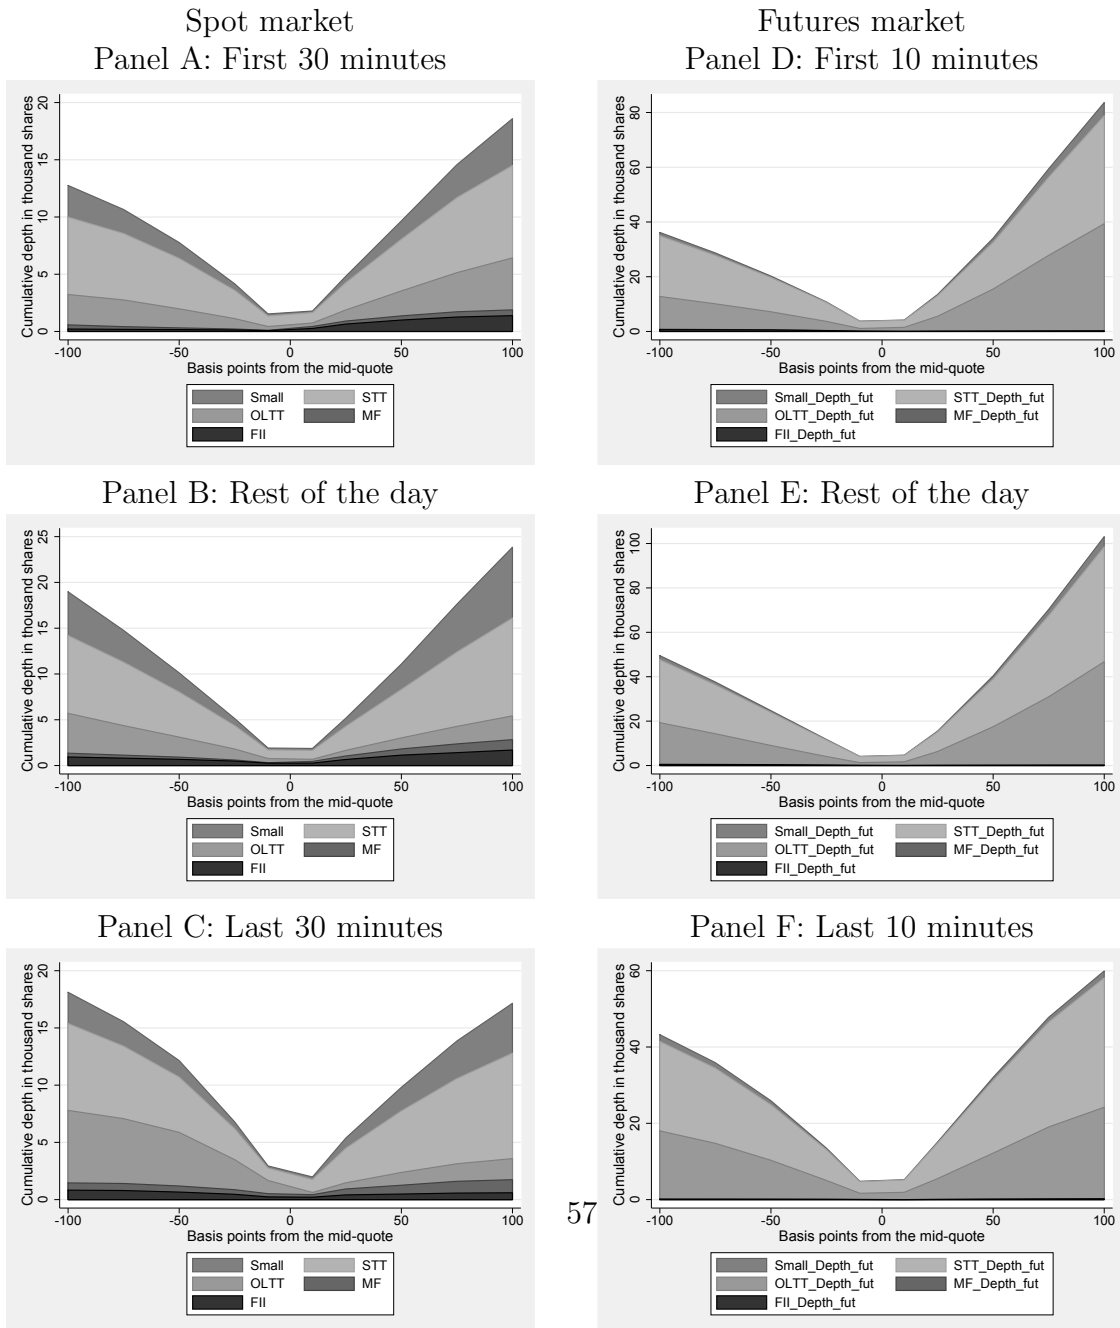 Spot market
Panel A: First 30 minutes
Cumulative depth in thousand shares
20
15
10
5
0
-100 -50 0 50 100
Basis points from the mid-quote
Small STT
OLTT MF
FII
Futures market
Panel D: First 10 minutes
Cumulative depth in thousand shares
80
60
40
20
0
-100 -50 0 50 100
Basis points from the mid-quote
Small_Depth_fut STT_Depth_fut
OLTT_Depth_fut MF_Depth_fut
FII_Depth_fut
Panel B: Rest of the day
Cumulative depth in thousand shares
25
20
15
10
5
0
-100 -50 0 50 100
Basis points from the mid-quote
Small STT
OLTT MF
FII
Panel E: Rest of the day
Cumulative depth in thousand shares
100
80
60
40
20
0
-100 -50 0 50 100
Basis points from the mid-quote
Small_Depth_fut STT_Depth_fut
OLTT_Depth_fut MF_Depth_fut
FII_Depth_fut
Panel C: Last 30 minutes
Cumulative depth in thousand shares
20
15
10
5
0
-100 -50 0 50 100
Basis points from the mid-quote
Small STT
OLTT MF
FII
Panel F: Last 10 minutes
Cumulative depth in thousand shares
60
40
20
0
-100 -50 0 50 100
Basis points from the mid-quote
Small_Depth_fut STT_Depth_fut
OLTT_Depth_fut MF_Depth_fut
FII_Depth_fut
57